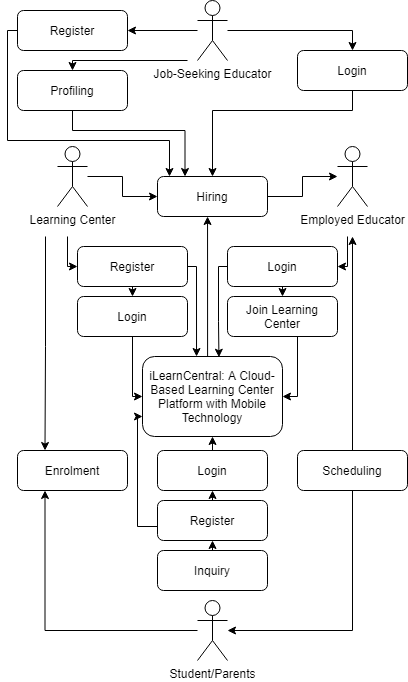 Register
Job-Seeking Educator
Login
Profiling
Hiring
Learning Center
Employed Educator
Register
Login
Login
Join Learning
Center
iLearnCentral: A Cloud-
Based Learning Center
Platform with Mobile
Technology
Enrolment
Login
Scheduling
Register
Inquiry
Student/Parents